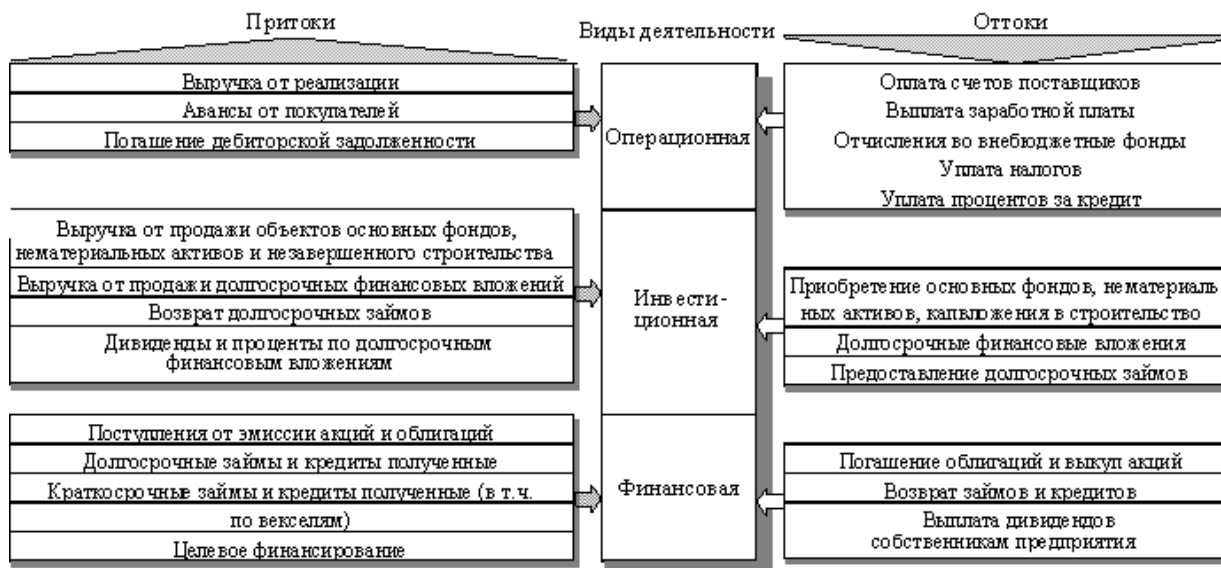 Притоки
Виды деятельности
Оттоки
Выручка от реализации
Авансы от покупателей
Погашение дебиторской задолженности
Операционная
Оплата счетов поставщиков
Выплата заработной платы
Отчисления во внебюджетные фонды
Уплата налогов
Уплата процентов за кредит
Выручка от продажи объектов основных фондов,
нематериальных активов и незавершенного строительства
Выручка от продажи долгосрочных финансовых вложений
Возврат долгосрочных займов
Дивиденды и проценты по долгосрочным
финансовым вложениям
Инвести-
ционная
Приобретение основных фондов, нематериаль
ных активов, капвложения в строительство
Долгосрочные финансовые вложения
Предоставление долгосрочных займов
Поступления от эмиссии акций и облигаций
Долгосрочные займы и кредиты полученные
Краткосрочные займы и кредиты полученные (в т.ч.
по векселям)
Целевое финансирование
Финансовая
Погашение облигаций и выкуп акций
Возврат займов и кредитов
Выплата дивидендов
собственникам предприятия